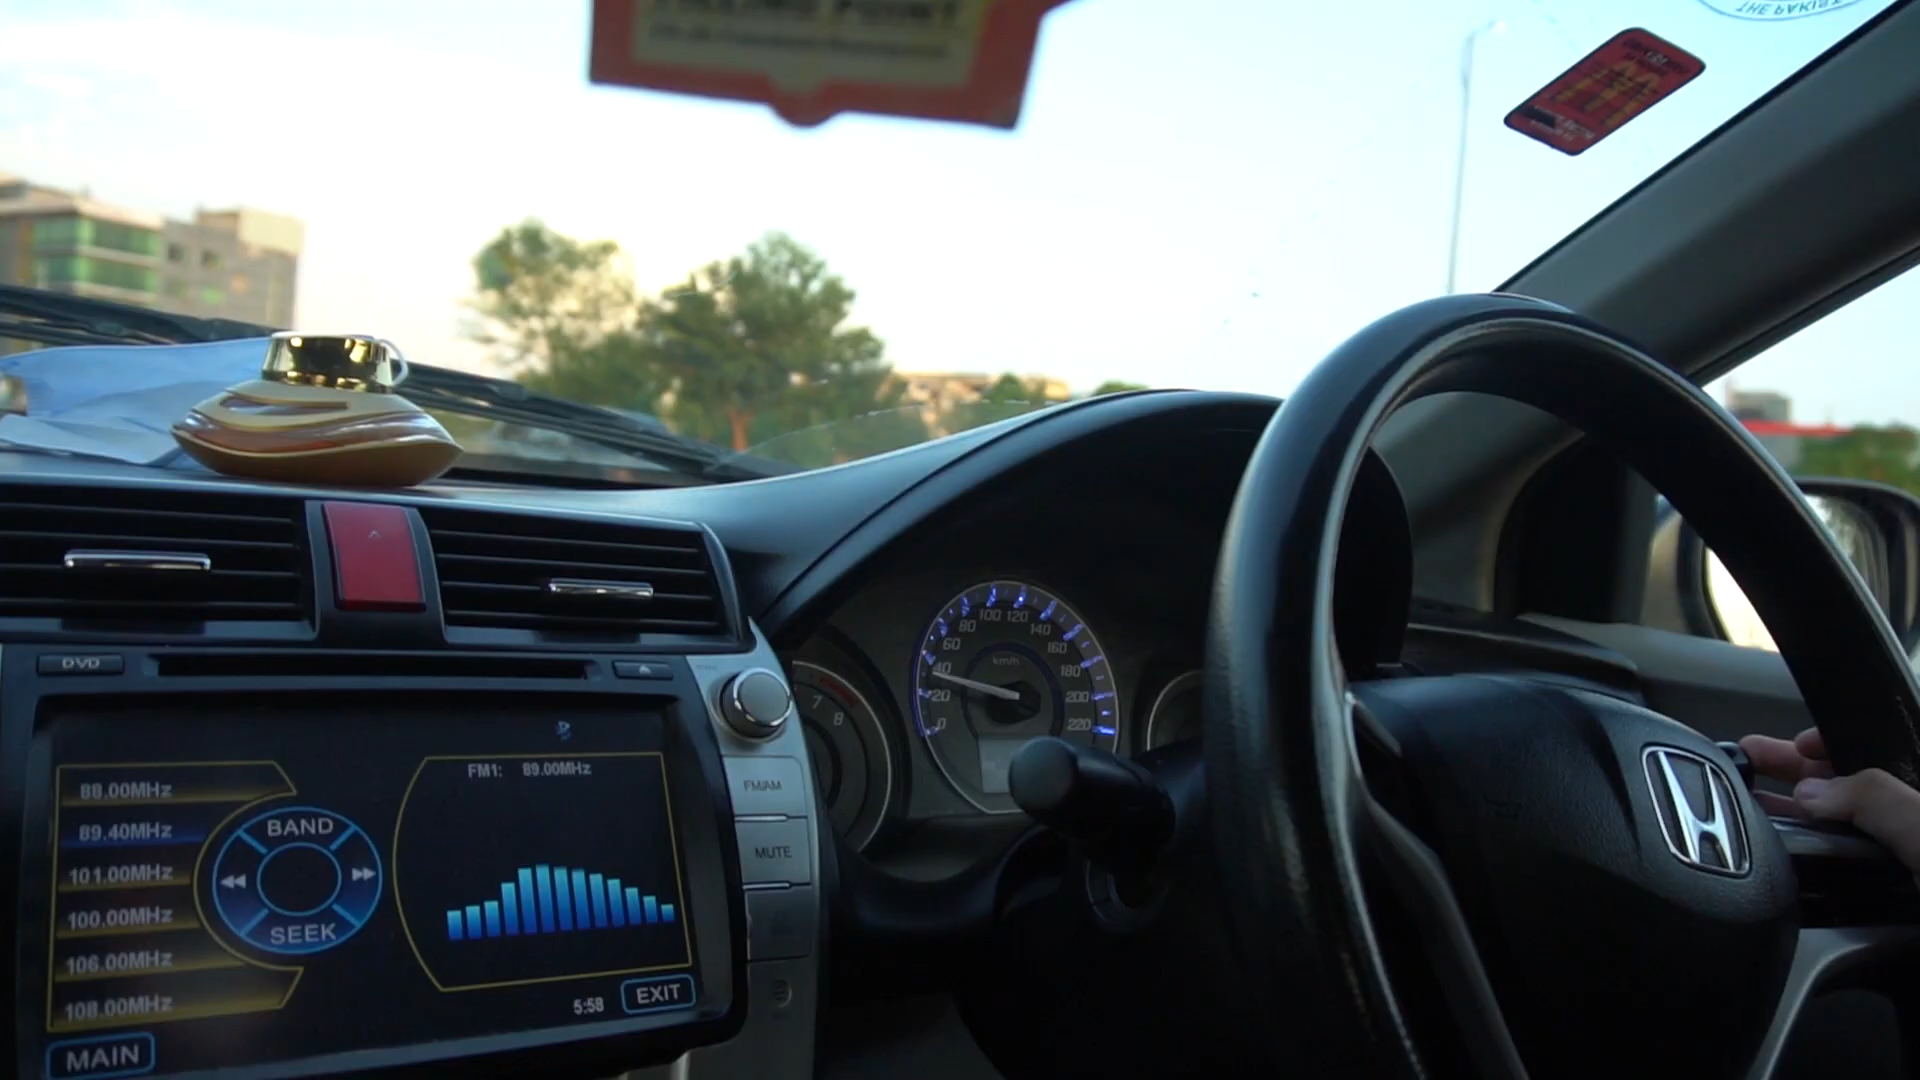 DVD
88.00MHz
89.40MHz
101.00MHz
100.00MHz
106.00MHz
108.00MHz
MAIN
BAND
SEEK
FM1: 89.00MHz
5:58
EXIT
FM/AM
MUTE
7
8
0
20
40
60
80
100
120
140
160
180
200
220
km/h